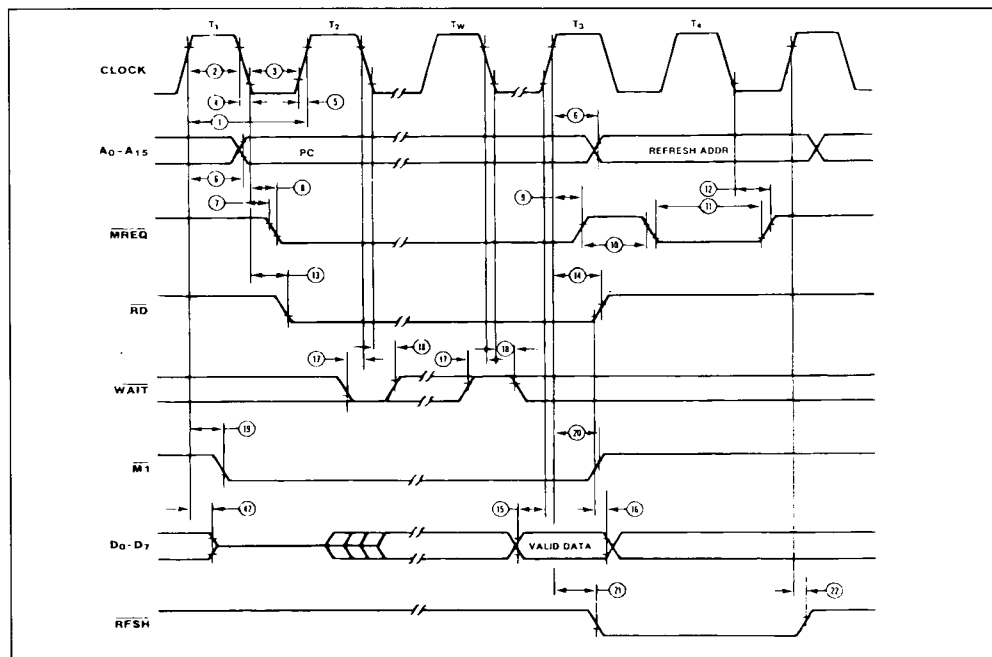 T1 T2 TW T3 T4
CLOCK
2 3
4 5
1 6
A0-A15 PC REFRESH ADDR
6 8
7 9 12
11
MREQ
10
13 14
RD
17 18 17 18
WAIT
19 20
M1
42 15 16
D0-D7 VALID DATA
21 22
RFSH